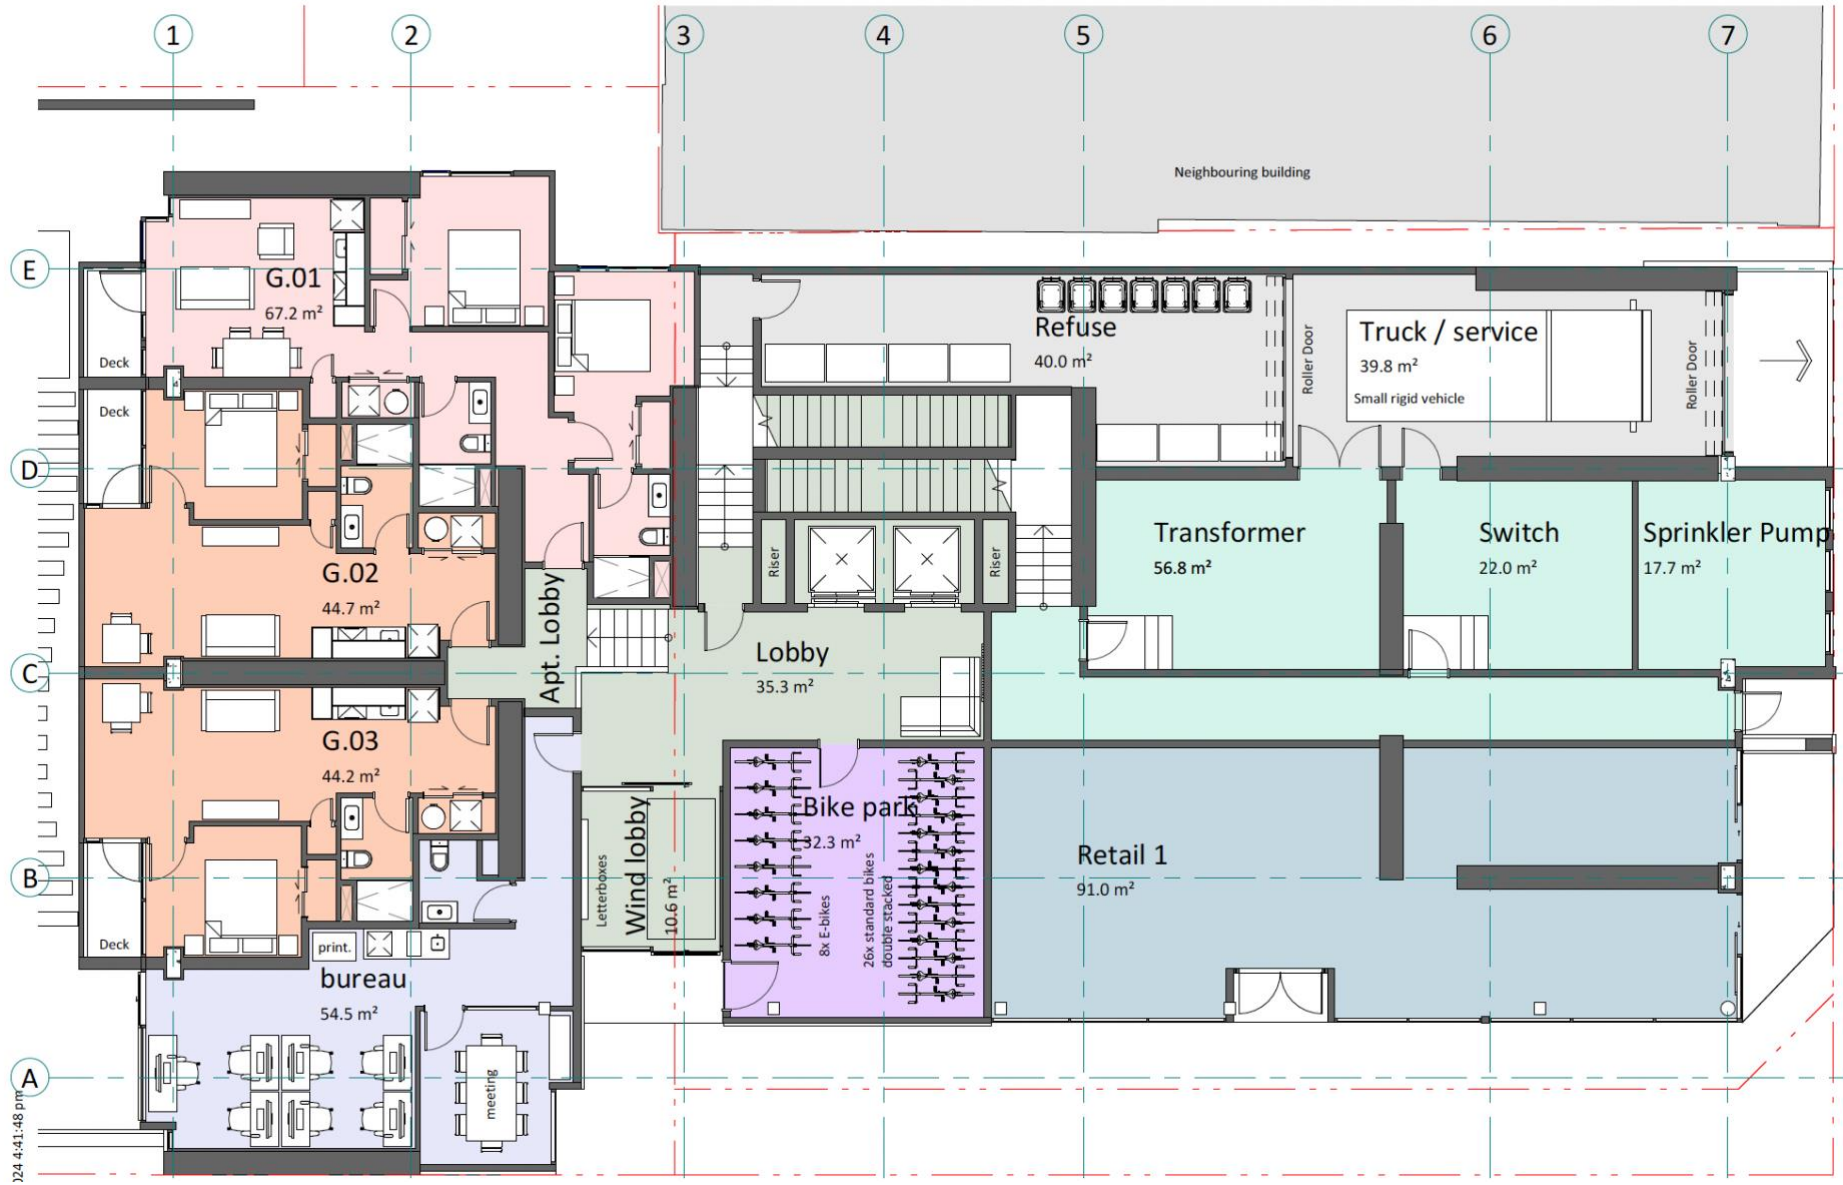 1
2
3
4
5
6
7
Neighbouring building
E
G.01
67.2 m²
Deck
Refuse
40.0 m²
Roller Door
Truck / service
39.8 m²
Small rigid vehicle
Roller Door
Deck
D
G.02
44.7 m²
Apt. Lobby
Riser
Riser
Transformer
56.8 m²
Switch
22.0 m²
Sprinkler Pump
17.7 m²
C
Lobby
35.3 m²
G.03
44.2 m²
Letterboxes
Wind lobby
10.6 m²
Bike park
32.3 m²
8x E-bikes
26x standard bikes
double stacked
Retail 1
91.0 m²
B
Deck
print.
bureau
54.5 m²
A
meeting
024 4:41:48 pm